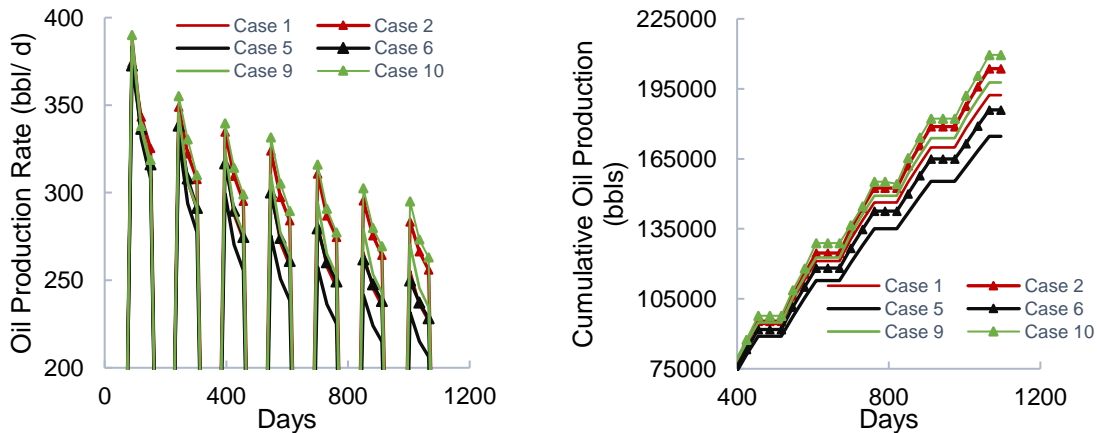 Oil Production Rate (bbl/ d)
400
350
300
250
200
Case 1 Case 2
Case 5 Case 6
Case 9 Case 10
0 400 800 1200
Days
Cumulative Oil Production
(bbls)
225000
195000
165000
135000
105000
75000
Case 1 Case 2
Case 5 Case 6
Case 9 Case 10
400 800 1200
Days